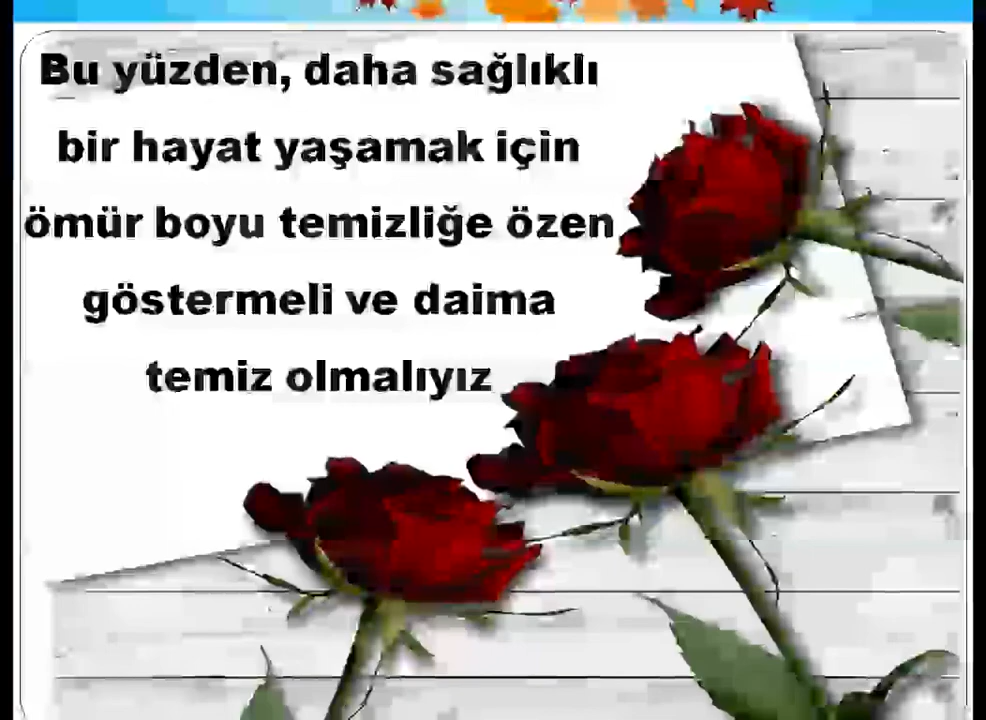 Bu yüzden, daha sağlıklı
bir hayat yaşamak için
ömür boyu temizliğe özen
göstermeli ve daima
temiz olmalıyız